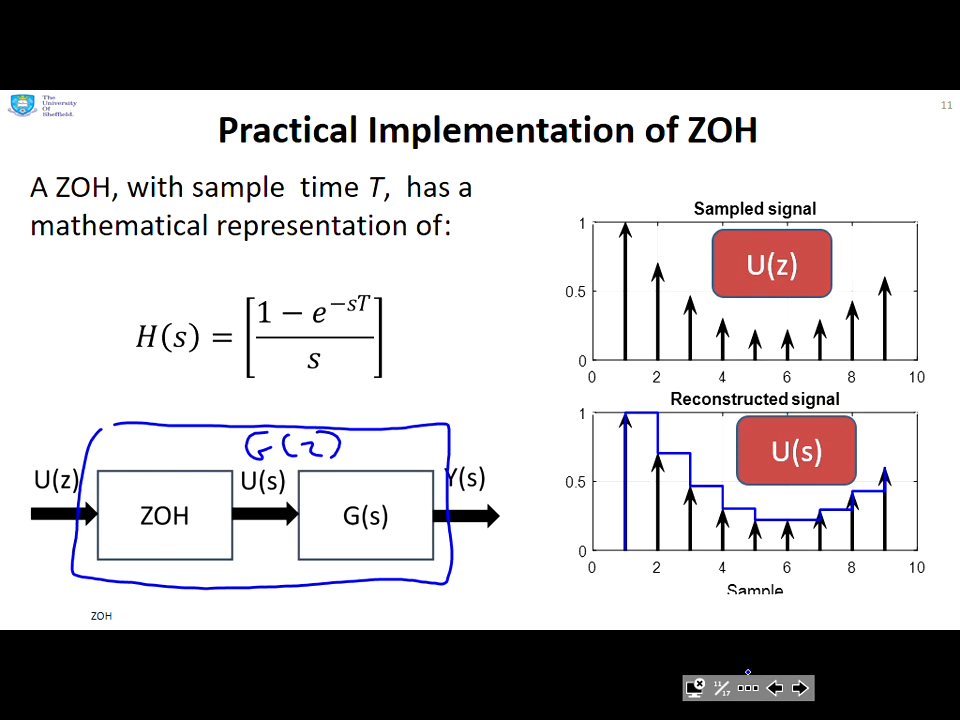 The
University
Of
Sheffield.
11
Practical Implementation of ZOH
A ZOH, with sample time T, has a
mathematical representation of:
H(s) = [1 − e^{−sT} / s]
G(z)
U(z)
ZOH
U(s)
G(s)
Y(s)
Sampled signal
U(z)
1
0.5
0
0 2 4 6 8 10
Reconstructed signal
U(s)
1
0.5
0
0 2 4 6 8 10
Sample
ZOH
11/17